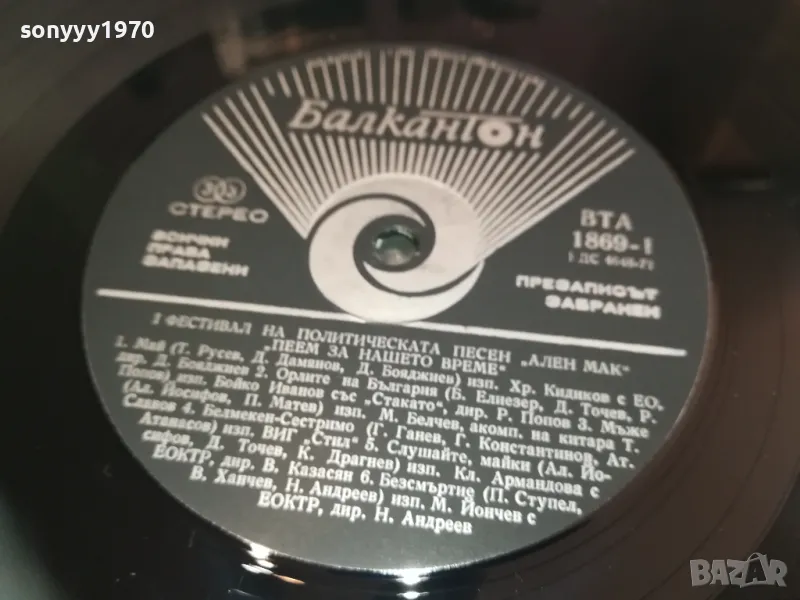 sonyyy1970
Балкантон
СТЕРЕО
ВСИЧКИ
ПРАВА
ЗАПАЗЕНИ
ВТА
1869-I
ПРЕЗАПИСЪТ
ЗАБРАНЕН
I ФЕСТИВАЛ НА ПОЛИТИЧЕСКАТА ПЕСЕН „АЛЕН МАК“
„ПЕЕМ ЗА НАШЕТО ВРЕМЕ“
1. Май (Т. Русев, Д. Дамянов, Д. Бояджиев) изп. Хр. Кидиков с ЕО-
дир. Д. Бояджиев 2. Орлите на България (Б. Елиезер, Д. Точев, Р.
Попов) изп. Бойко Иванов със „Стакато“, дир. Р. Попов 3. Мъже
(Ал. Йосифов, П. Матев) изп. М. Белчев, акомп. на китара Т.
Славов 4. Белмекен-Сестримо (Г. Ганев, Г. Константинов, Ат.
Атанасов) изп. ВИГ „Стил“ 5. Слушайте, майки (Ал. Йо-
сифов, Д. Точев, К. Драгнев) изп. Кл. Армандова с
ЕОКТР, дир. В. Казасян 6. Безсмъртие (П. Ступел,
В. Ханчев, Н. Андреев) изп. М. Йончев с
ЕОКТР, дир. Н. Андреев
BAZAR